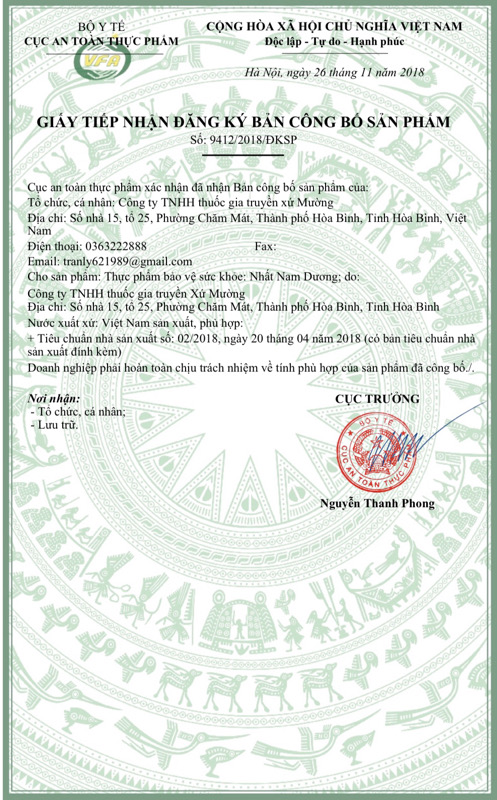 BỘ Y TẾ
CỤC AN TOÀN THỰC PHẨM
VFA
CỘNG HÒA XÃ HỘI CHỦ NGHĨA VIỆT NAM
Độc lập - Tự do - Hạnh phúc
Hà Nội, ngày 26 tháng 11 năm 2018
GIẤY TIẾP NHẬN ĐĂNG KÝ BẢN CÔNG BỐ SẢN PHẨM
Số: 9412/2018/ĐKSP
Cục an toàn thực phẩm xác nhận đã nhận Bản công bố sản phẩm của:
Tổ chức, cá nhân: Công ty TNHH thuốc gia truyền xứ Mường
Địa chỉ: Số nhà 15, tổ 25, Phường Chăm Mát, Thành phố Hòa Bình, Tỉnh Hòa Bình, Việt
Nam
Điện thoại: 0363222888 Fax:
Email: tranly621989@gmail.com
Cho sản phẩm: Thực phẩm bảo vệ sức khỏe: Nhất Nam Dương; do:
Công ty TNHH thuốc gia truyền Xứ Mường
Địa chỉ: Số nhà 15, tổ 25, Phường Chăm Mát, Thành phố Hòa Bình, Tỉnh Hòa Bình
Nước xuất xứ: Việt Nam sản xuất, phù hợp:
+ Tiêu chuẩn nhà sản xuất số: 02/2018, ngày 20 tháng 04 năm 2018 (có bản tiêu chuẩn nhà
sản xuất đính kèm)
Doanh nghiệp phải hoàn toàn chịu trách nhiệm về tính phù hợp của sản phẩm đã công bố./.
Nơi nhận:
- Tổ chức, cá nhân;
- Lưu trữ.
CỤC TRƯỞNG
BỘ Y TẾ
CỤC AN TOÀN THỰC PHẨM
Nguyễn Thanh Phong